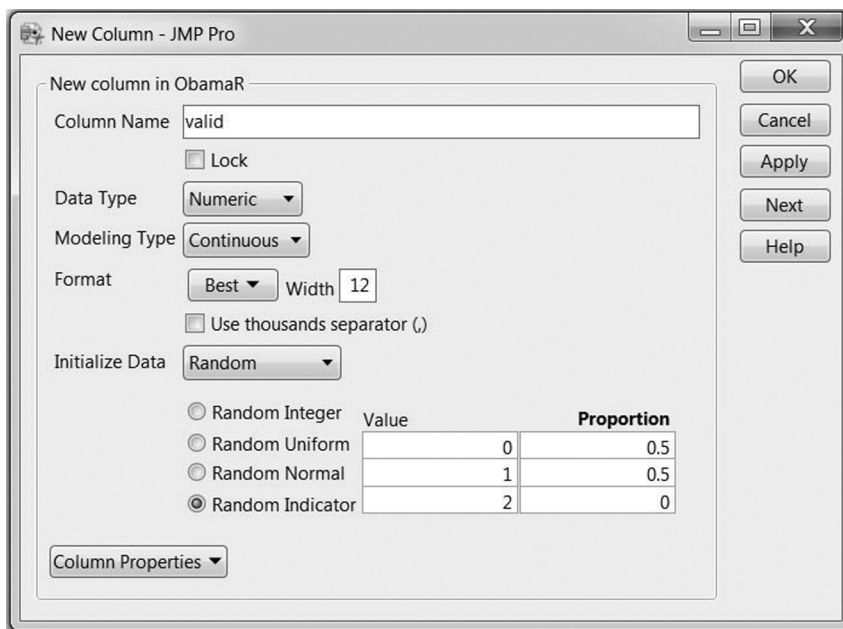 New Column - JMP Pro
New column in ObamaR
Column Name valid
Lock
Data Type Numeric
Modeling Type Continuous
Format Best Width 12
Use thousands separator (,)
Initialize Data Random
Random Integer
Random Uniform
Random Normal
Random Indicator
Value Proportion
0 0.5
1 0.5
2 0
Column Properties
OK
Cancel
Apply
Next
Help